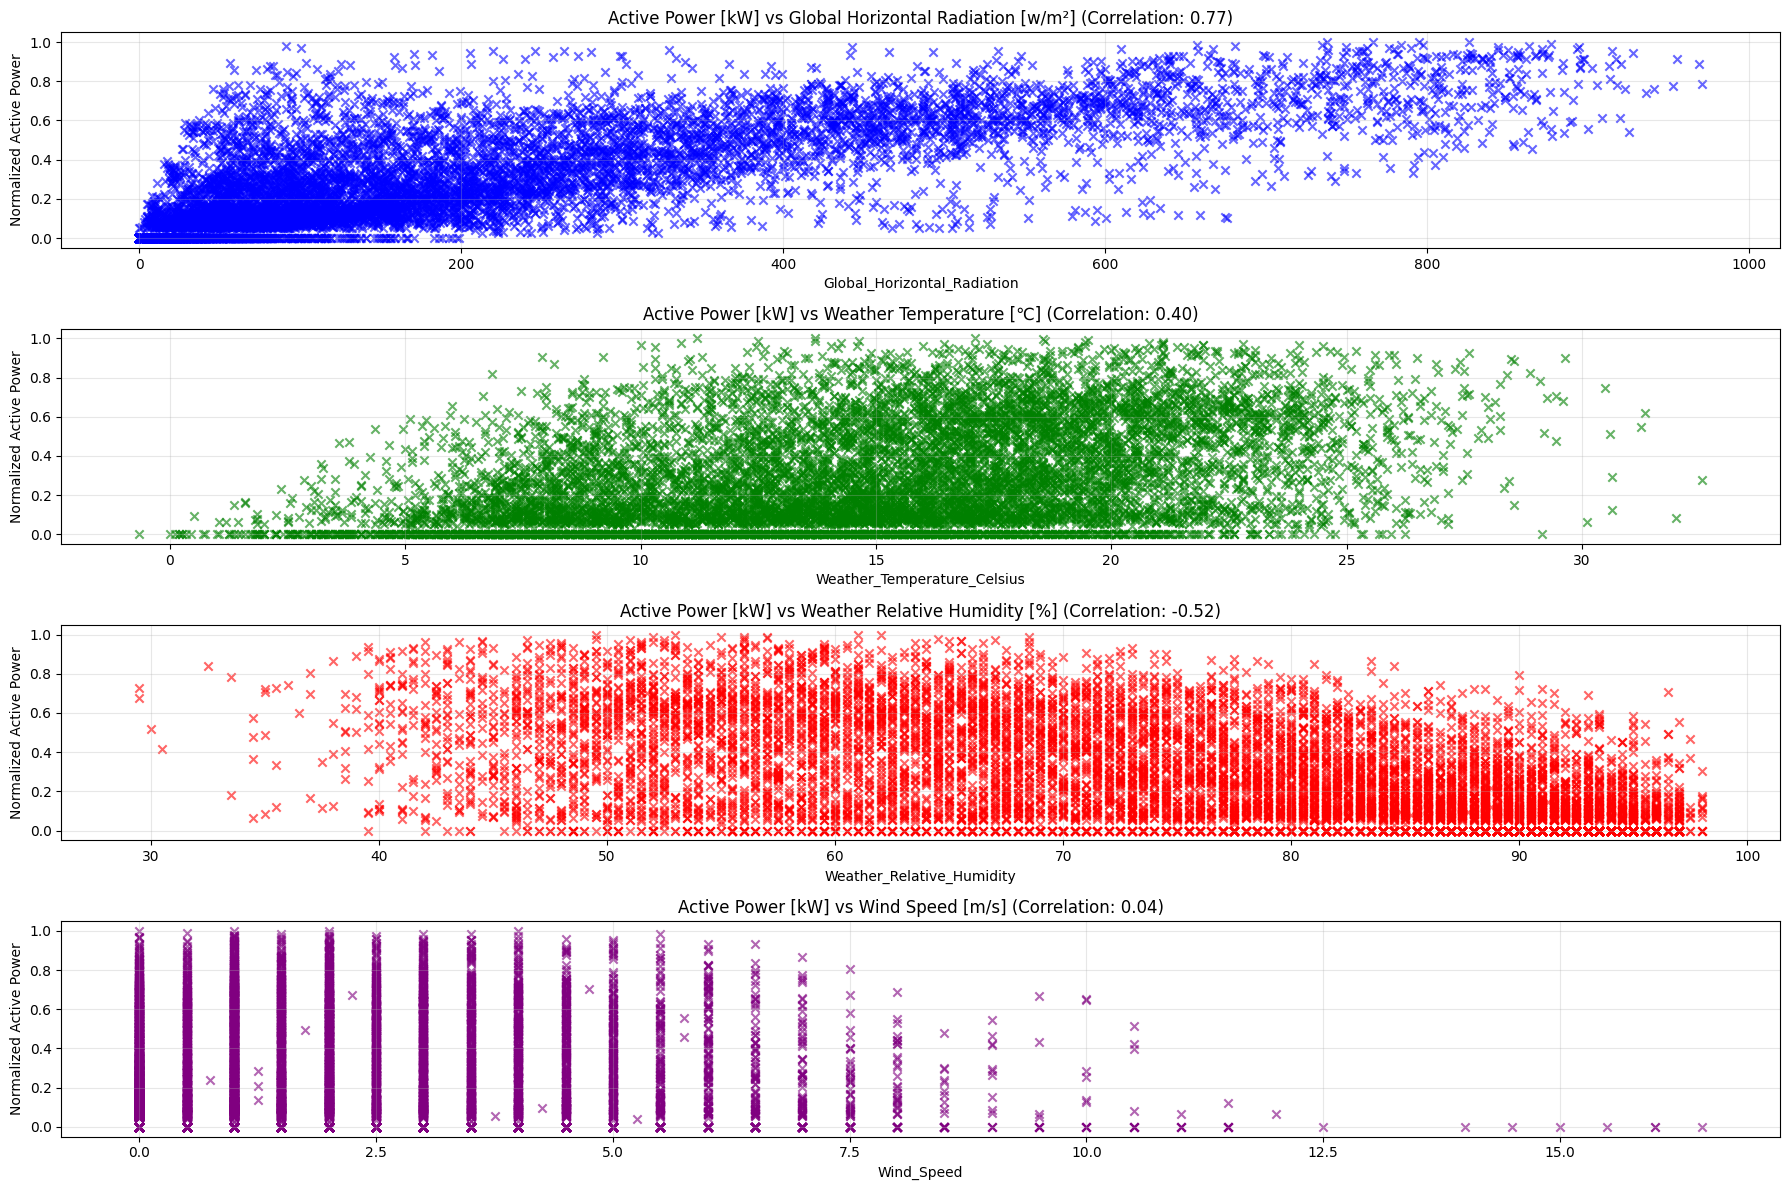 Active Power [kW] vs Global Horizontal Radiation [w/m²] (Correlation: 0.77)
Normalized Active Power
1.0
0.8
0.6
0.4
0.2
0.0
0 200 400 600 800 1000
Global_Horizontal_Radiation
Active Power [kW] vs Weather Temperature [℃] (Correlation: 0.40)
Normalized Active Power
1.0
0.8
0.6
0.4
0.2
0.0
0 5 10 15 20 25 30
Weather_Temperature_Celsius
Active Power [kW] vs Weather Relative Humidity [%] (Correlation: -0.52)
Normalized Active Power
1.0
0.8
0.6
0.4
0.2
0.0
30 40 50 60 70 80 90 100
Weather_Relative_Humidity
Active Power [kW] vs Wind Speed [m/s] (Correlation: 0.04)
Normalized Active Power
1.0
0.8
0.6
0.4
0.2
0.0
0.0 2.5 5.0 7.5 10.0 12.5 15.0
Wind_Speed